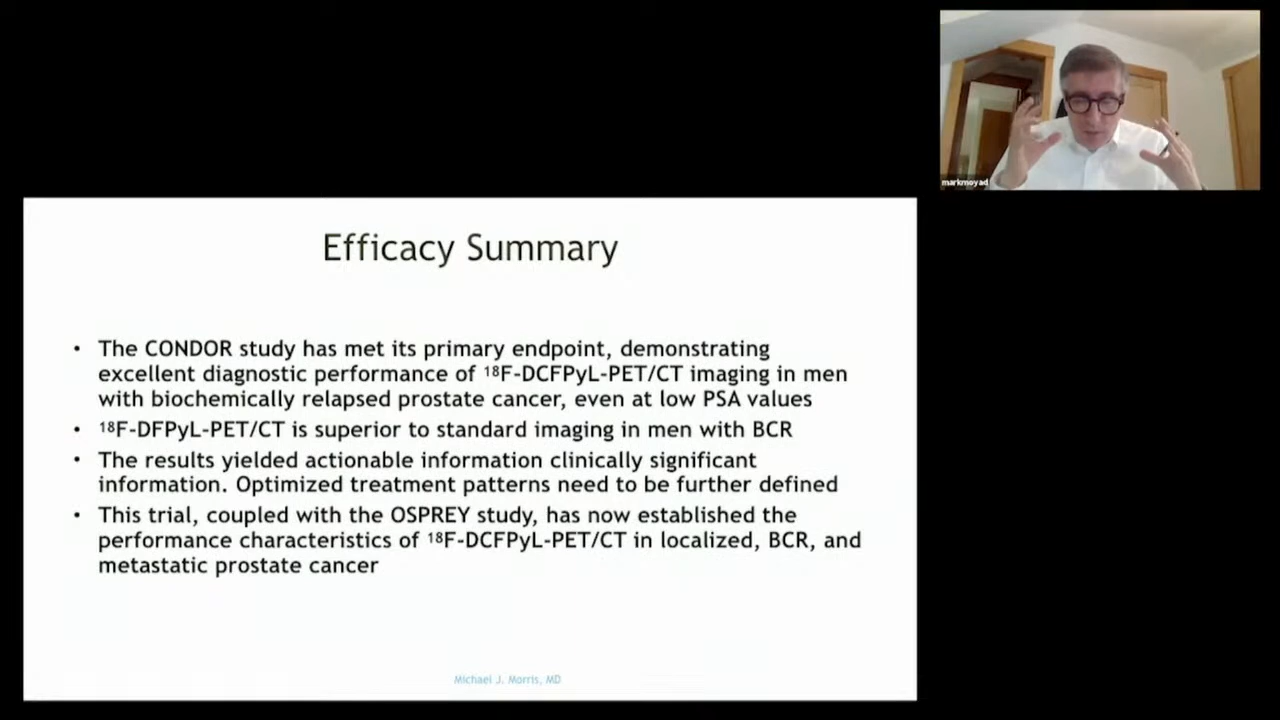 markmoyad
Efficacy Summary
• The CONDOR study has met its primary endpoint, demonstrating
excellent diagnostic performance of ¹⁸F-DCFPyL-PET/CT imaging in men
with biochemically relapsed prostate cancer, even at low PSA values
• ¹⁸F-DFPyL-PET/CT is superior to standard imaging in men with BCR
• The results yielded actionable information clinically significant
information. Optimized treatment patterns need to be further defined
• This trial, coupled with the OSPREY study, has now established the
performance characteristics of ¹⁸F-DCFPyL-PET/CT in localized, BCR, and
metastatic prostate cancer
Michael J. Morris, MD